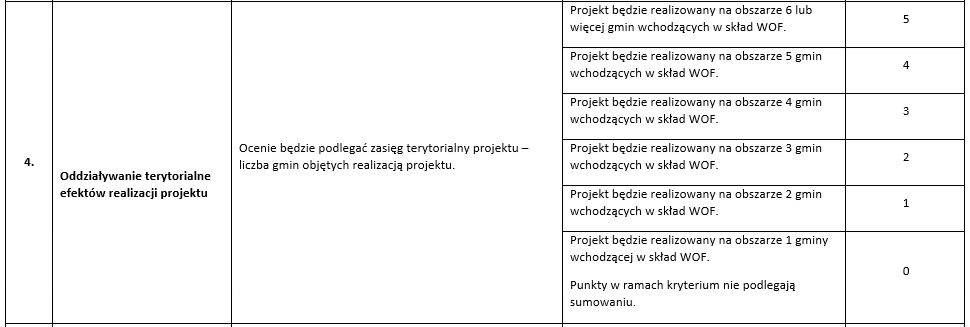 Projekt będzie realizowany na obszarze 6 lub
więcej gmin wchodzących w skład WOF.
5
Projekt będzie realizowany na obszarze 5 gmin
wchodzących w skład WOF.
4
Projekt będzie realizowany na obszarze 4 gmin
wchodzących w skład WOF.
3
4.
Oddziaływanie terytorialne
efektów realizacji projektu
Ocenie będzie podlegać zasięg terytorialny projektu –
liczba gmin objętych realizacją projektu.
Projekt będzie realizowany na obszarze 3 gmin
wchodzących w skład WOF.
2
Projekt będzie realizowany na obszarze 2 gmin
wchodzących w skład WOF.
1
Projekt będzie realizowany na obszarze 1 gminy
wchodzącej w skład WOF.
Punkty w ramach kryterium nie podlegają
sumowaniu.
0